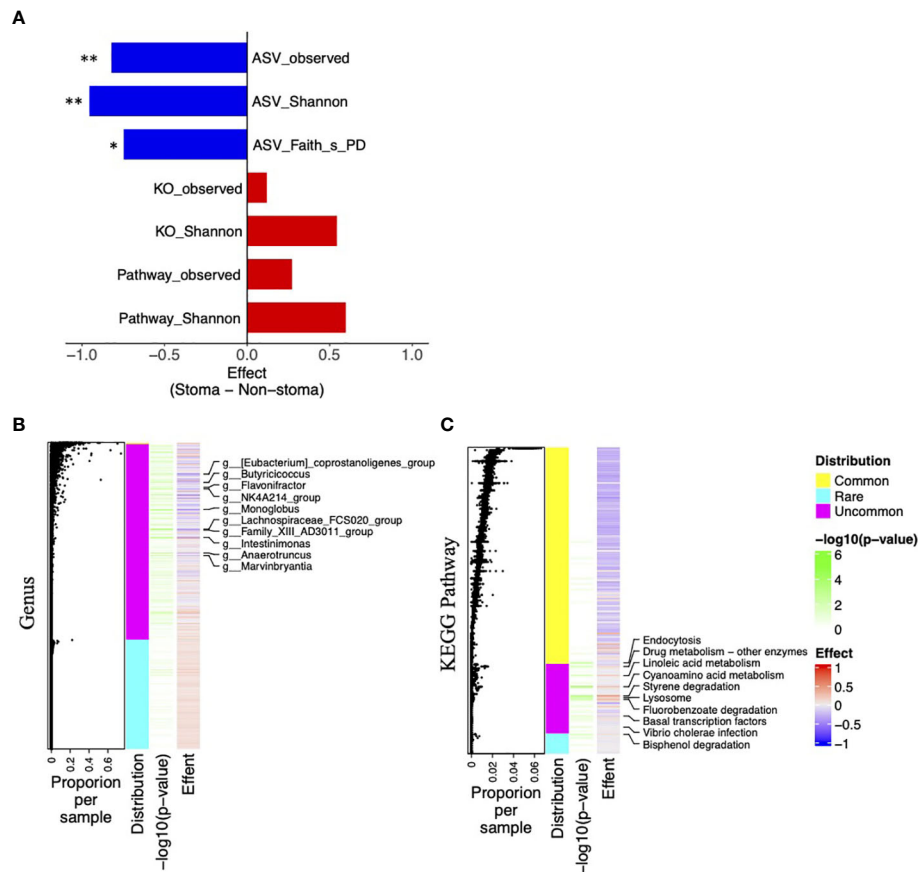 A
** ASV_observed
** ASV_Shannon
* ASV_Faith_s_PD
KO_observed
KO_Shannon
Pathway_observed
Pathway_Shannon
−1.0 −0.5 0.0 0.5 1.0
Effect
(Stoma − Non−stoma)
B
Genus
g__[Eubacterium]_coprostanoligenes_group
g__Butyricicoccus
g__Flavonifractor
g__NK4A214_group
g__Monoglobus
g__Lachnospiraceae_FCS020_group
g__Family_XIII_AD3011_group
g__Intestinimonas
g__Anaerotruncus
g__Marvinbryantia
0 0.2 0.4 0.6
Proporion
per
sample
Distribution
−log10(p−value)
Effent
C
KEGG Pathway
Endocytosis
Drug metabolism − other enzymes
Linoleic acid metabolism
Cyanoamino acid metabolism
Styrene degradation
Lysosome
Fluorobenzoate degradation
Basal transcription factors
Vibrio cholerae infection
Bisphenol degradation
0 0.02 0.04 0.06
Proporion
per
sample
Distribution
−log10(p−value)
Effent
Distribution
Common
Rare
Uncommon
−log10(p−value)
6
4
2
0
Effect
1
0.5
0
−0.5
−1